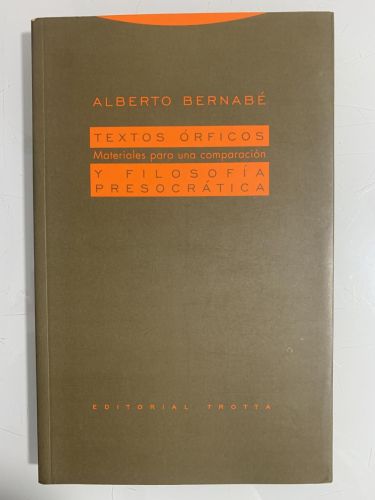 ALBERTO BERNABÉ
TEXTOS ÓRFICOS
Materiales para una comparación
Y FILOSOFÍA
PRESOCRÁTICA
EDITORIAL TROTTA